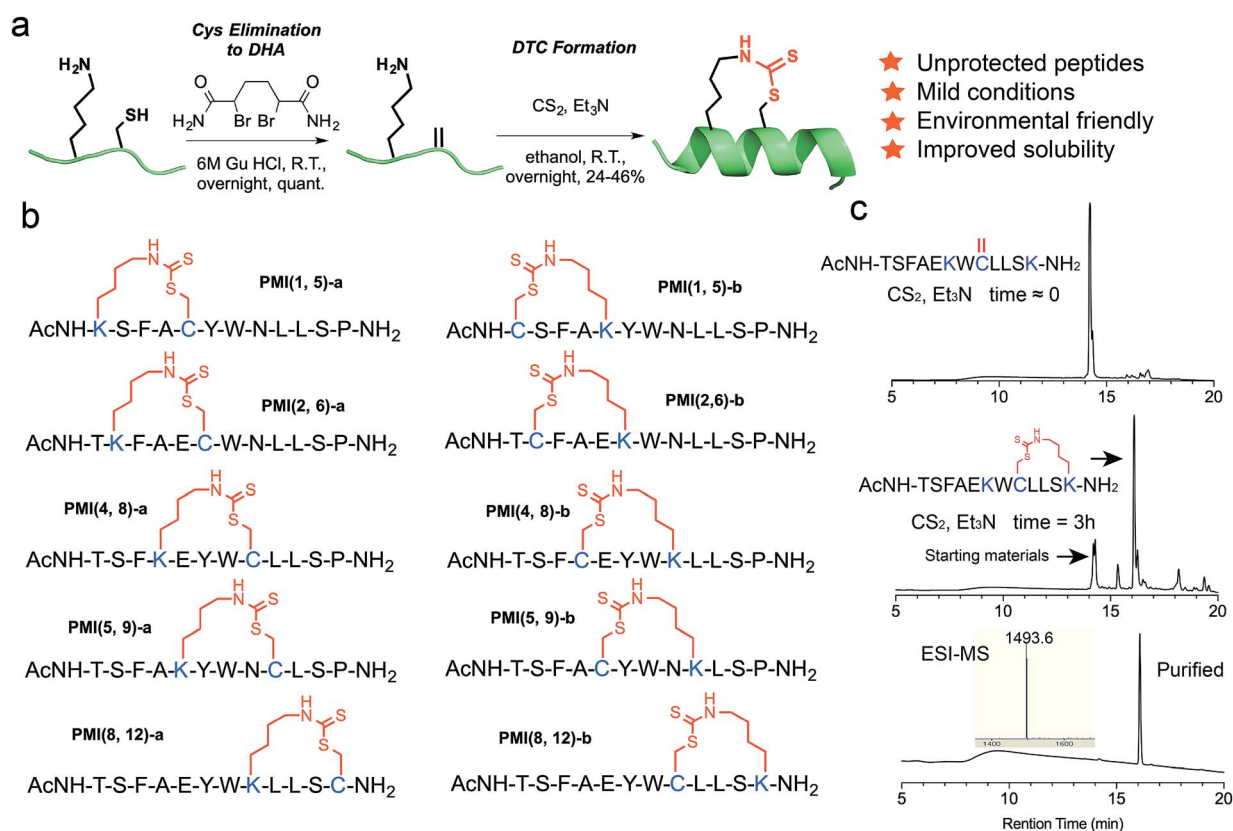 a
Cys Elimination
to DHA
DTC Formation
H2N
SH
O
H2N
Br Br
O
NH2
6M Gu HCl, R.T.,
overnight, quant.
H2N
CS2, Et3N
ethanol, R.T.,
overnight, 24-46%
H
N
S
S
Unprotected peptides
Mild conditions
Environmental friendly
Improved solubility
b
H
N
S
S
PMI(1, 5)-a
AcNH-K-S-F-A-C-Y-W-N-L-L-S-P-NH2
S
H
N
S
PMI(1, 5)-b
AcNH-C-S-F-A-K-Y-W-N-L-L-S-P-NH2
H
N
S
S
PMI(2, 6)-a
AcNH-T-K-F-A-E-C-W-N-L-L-S-P-NH2
S
H
N
S
PMI(2,6)-b
AcNH-T-C-F-A-E-K-W-N-L-L-S-P-NH2
H
N
S
S
PMI(4, 8)-a
AcNH-T-S-F-K-E-Y-W-C-L-L-S-P-NH2
S
H
N
S
PMI(4, 8)-b
AcNH-T-S-F-C-E-Y-W-K-L-L-S-P-NH2
H
N
S
S
PMI(5, 9)-a
AcNH-T-S-F-A-K-Y-W-N-C-L-S-P-NH2
S
H
N
S
PMI(5, 9)-b
AcNH-T-S-F-A-C-Y-W-N-K-L-S-P-NH2
H
N
S
S
PMI(8, 12)-a
AcNH-T-S-F-A-E-Y-W-K-L-L-S-C-NH2
S
H
N
S
PMI(8, 12)-b
AcNH-T-S-F-A-E-Y-W-C-L-L-S-K-NH2
c
AcNH-TSFAEKWCLLSK-NH2
CS2, Et3N time ≈ 0
5 10 15 20
S
H
N
S
AcNH-TSFAEKWCLLSK-NH2
CS2, Et3N time = 3h
Starting materials
5 10 15 20
ESI-MS
1493.6
1400 1600
Purified
5 10 15 20
Rention Time (min)